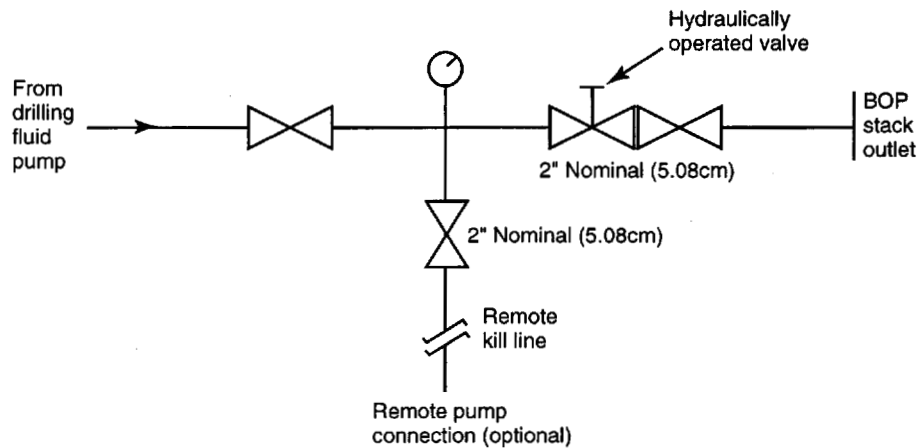 Hydraulically
operated valve
From
drilling
fluid
pump
BOP
stack
outlet
2" Nominal (5.08cm)
2" Nominal (5.08cm)
Remote
kill line
Remote pump
connection (optional)